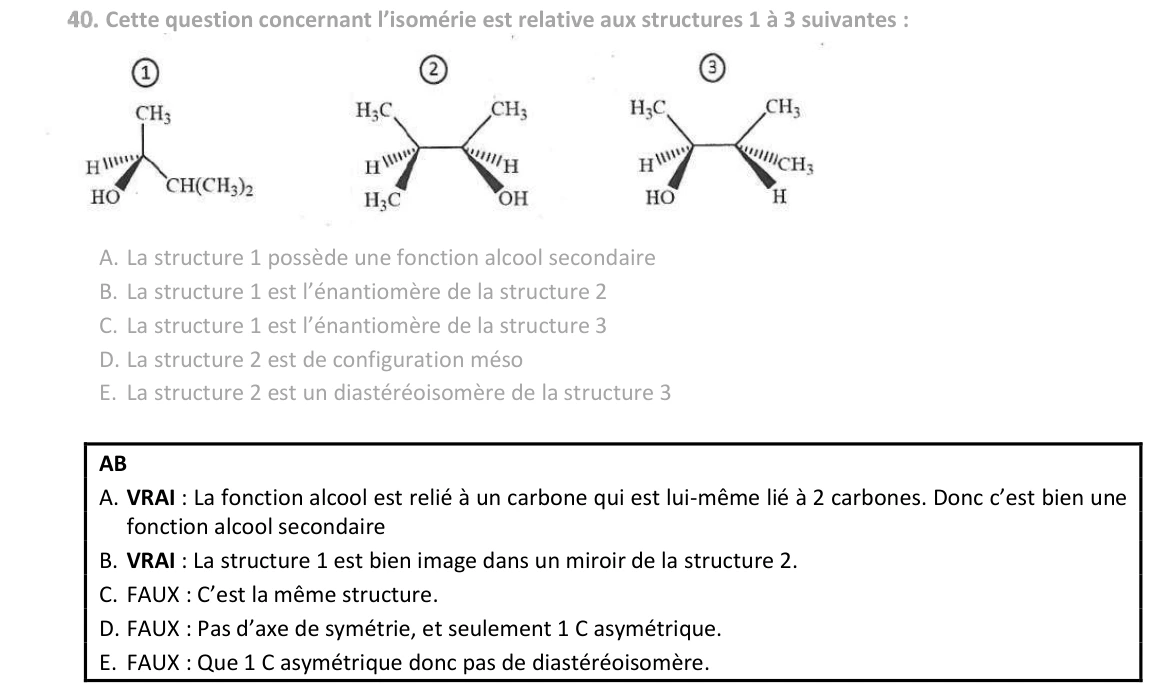 40. Cette question concernant l’isomérie est relative aux structures 1 à 3 suivantes :
1 2 3
CH3 H3C CH3 H3C CH3
H H H H CH3
HO CH(CH3)2 H3C OH HO H
A. La structure 1 possède une fonction alcool secondaire
B. La structure 1 est l’énantiomère de la structure 2
C. La structure 1 est l’énantiomère de la structure 3
D. La structure 2 est de configuration méso
E. La structure 2 est un diastéréoisomère de la structure 3
AB
A. VRAI : La fonction alcool est relié à un carbone qui est lui-même lié à 2 carbones. Donc c’est bien une
fonction alcool secondaire
B. VRAI : La structure 1 est bien image dans un miroir de la structure 2.
C. FAUX : C’est la même structure.
D. FAUX : Pas d’axe de symétrie, et seulement 1 C asymétrique.
E. FAUX : Que 1 C asymétrique donc pas de diastéréoisomère.